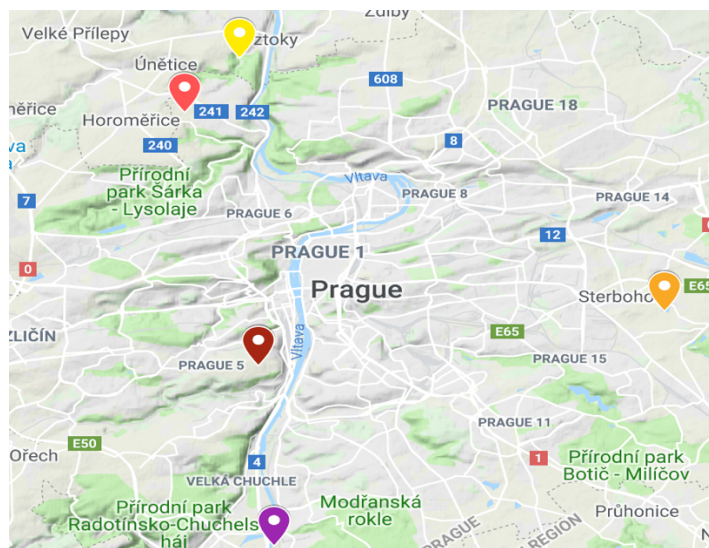 Zdiby
Velké Přílepy
ztoky
Únětice
608
PRAGUE 18
Horoměřice
241
242
8
240
Přírodní
park Šárka
- Lysolaje
Vltava
PRAGUE 8
PRAGUE 14
7
PRAGUE 6
12
PRAGUE 1
0
Prague
Sterboho
E65
ZLIČÍN
Vltava
E65
PRAGUE 5
PRAGUE 15
PRAGUE 11
E50
Ořech
4
1
Přírodní park
Botič - Milíčov
VELKÁ CHUCHLE
Přírodní park
Radotínsko-Chuchels
háj
Modřanská
rokle
Průhonice
PRAGUE
REGION